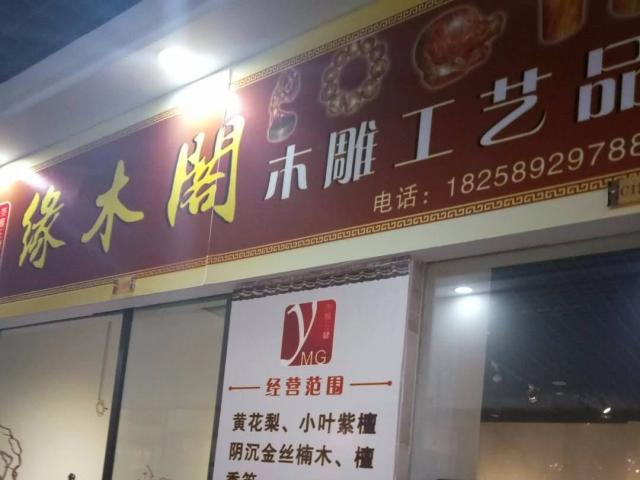 缘木阁
木雕工艺品
电话：18258929788
YMG
经营范围
黄花梨、小叶紫檀
阴沉金丝楠木、檀